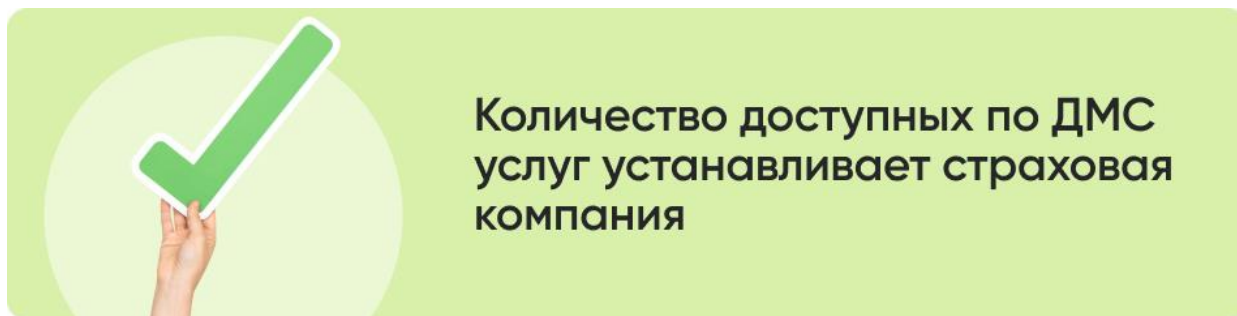 Количество доступных по ДМС
услуг устанавливает страховая
компания